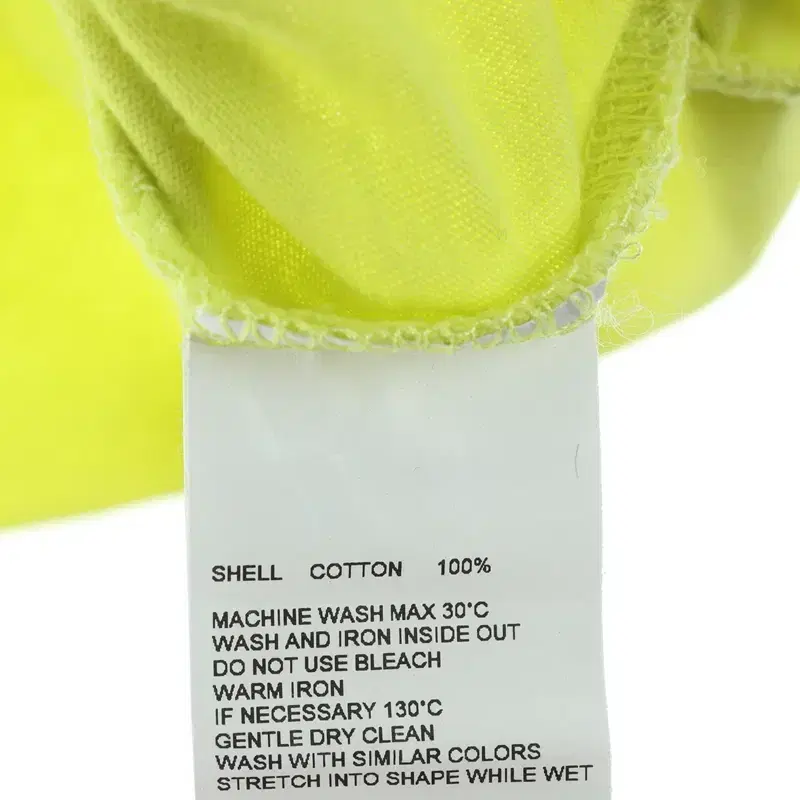 SHELL COTTON 100%
MACHINE WASH MAX 30°C
WASH AND IRON INSIDE OUT
DO NOT USE BLEACH
WARM IRON
IF NECESSARY 130°C
GENTLE DRY CLEAN
WASH WITH SIMILAR COLORS
STRETCH INTO SHAPE WHILE WET